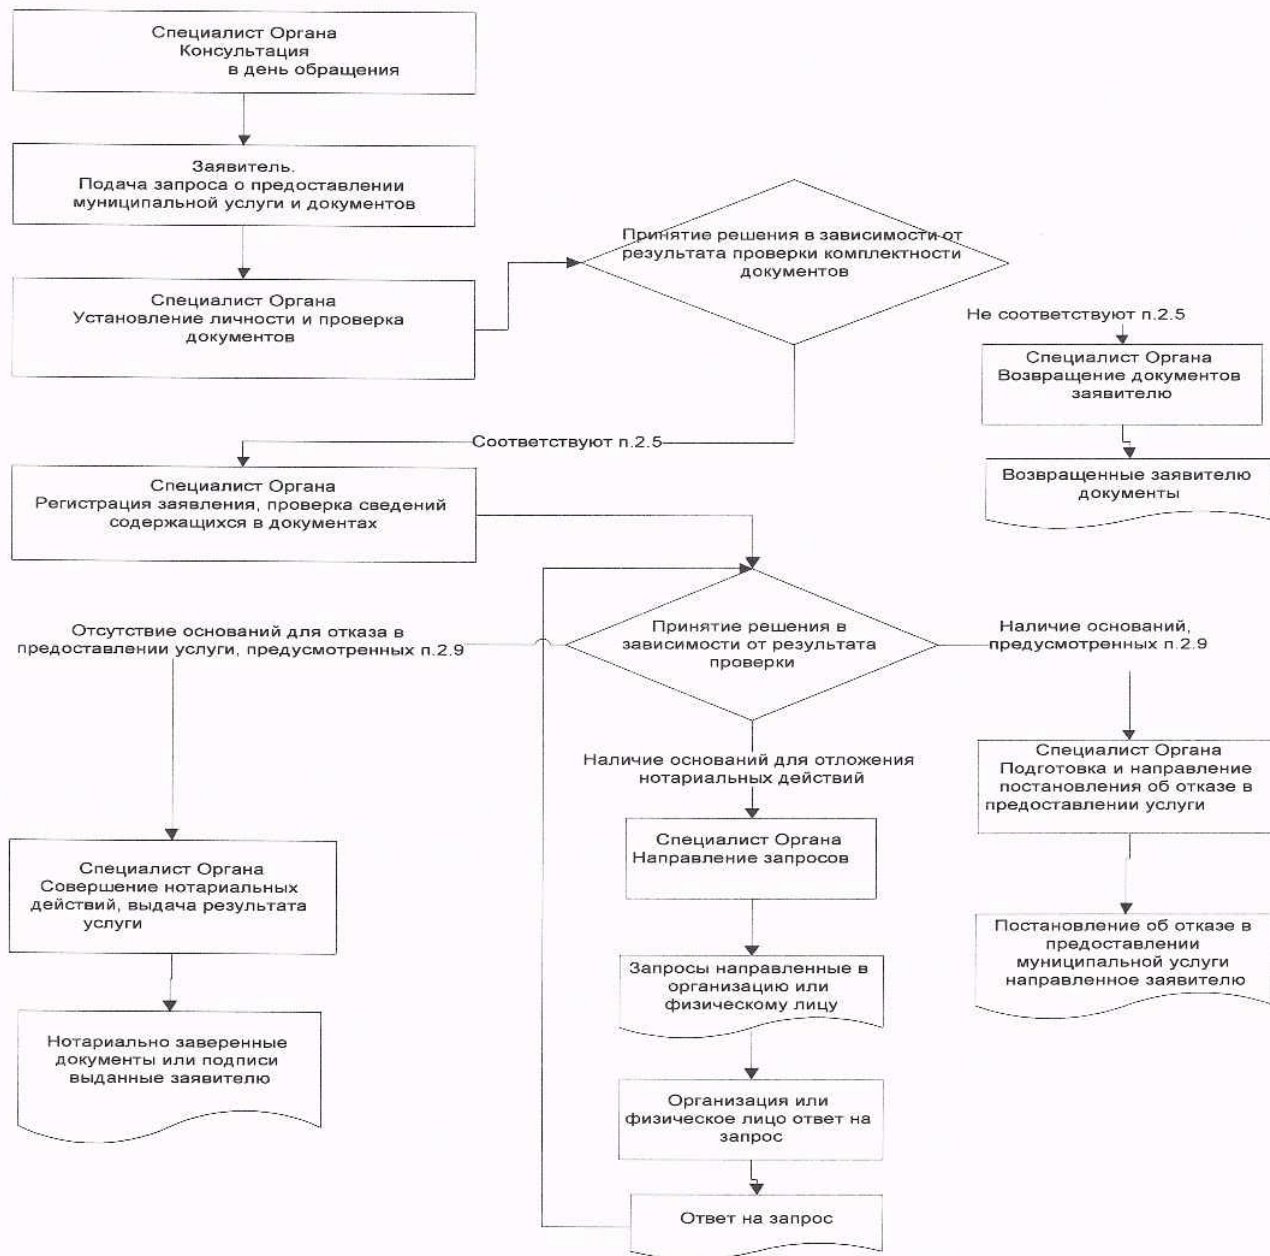 Специалист Органа
Консультация
в день обращения
Заявитель.
Подача запроса о предоставлении
муниципальной услуги и документов
Специалист Органа
Установление личности и проверка
документов
Принятие решения в зависимости от
результата проверки комплектности
документов
Не соответствуют п.2.5
Специалист Органа
Возвращение документов
заявителю
Возвращенные заявителю
документы
Соответствуют п.2.5
Специалист Органа
Регистрация заявления, проверка сведений
содержащихся в документах
Принятие решения в
зависимости от результата
проверки
Отсутствие оснований для отказа в
предоставлении услуги, предусмотренных п.2.9
Наличие оснований,
предусмотренных п.2.9
Наличие оснований для отложения
нотариальных действий
Специалист Органа
Подготовка и направление
постановления об отказе в
предоставлении услуги
Специалист Органа
Направление запросов
Специалист Органа
Совершение нотариальных
действий, выдача результата
услуги
Постановление об отказе в
предоставлении
муниципальной услуги
направленное заявителю
Запросы направленные в
организацию или
физическому лицу
Нотариально заверенные
документы или подписи
выданные заявителю
Организация или
физическое лицо ответ на
запрос
Ответ на запрос